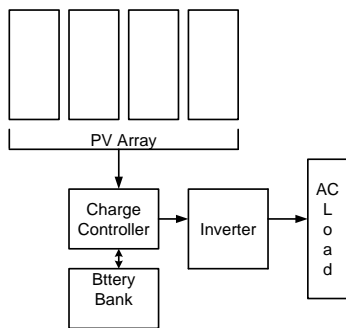 PV Array
Charge
Controller
Inverter
AC
L
o
a
d
Bttery
Bank